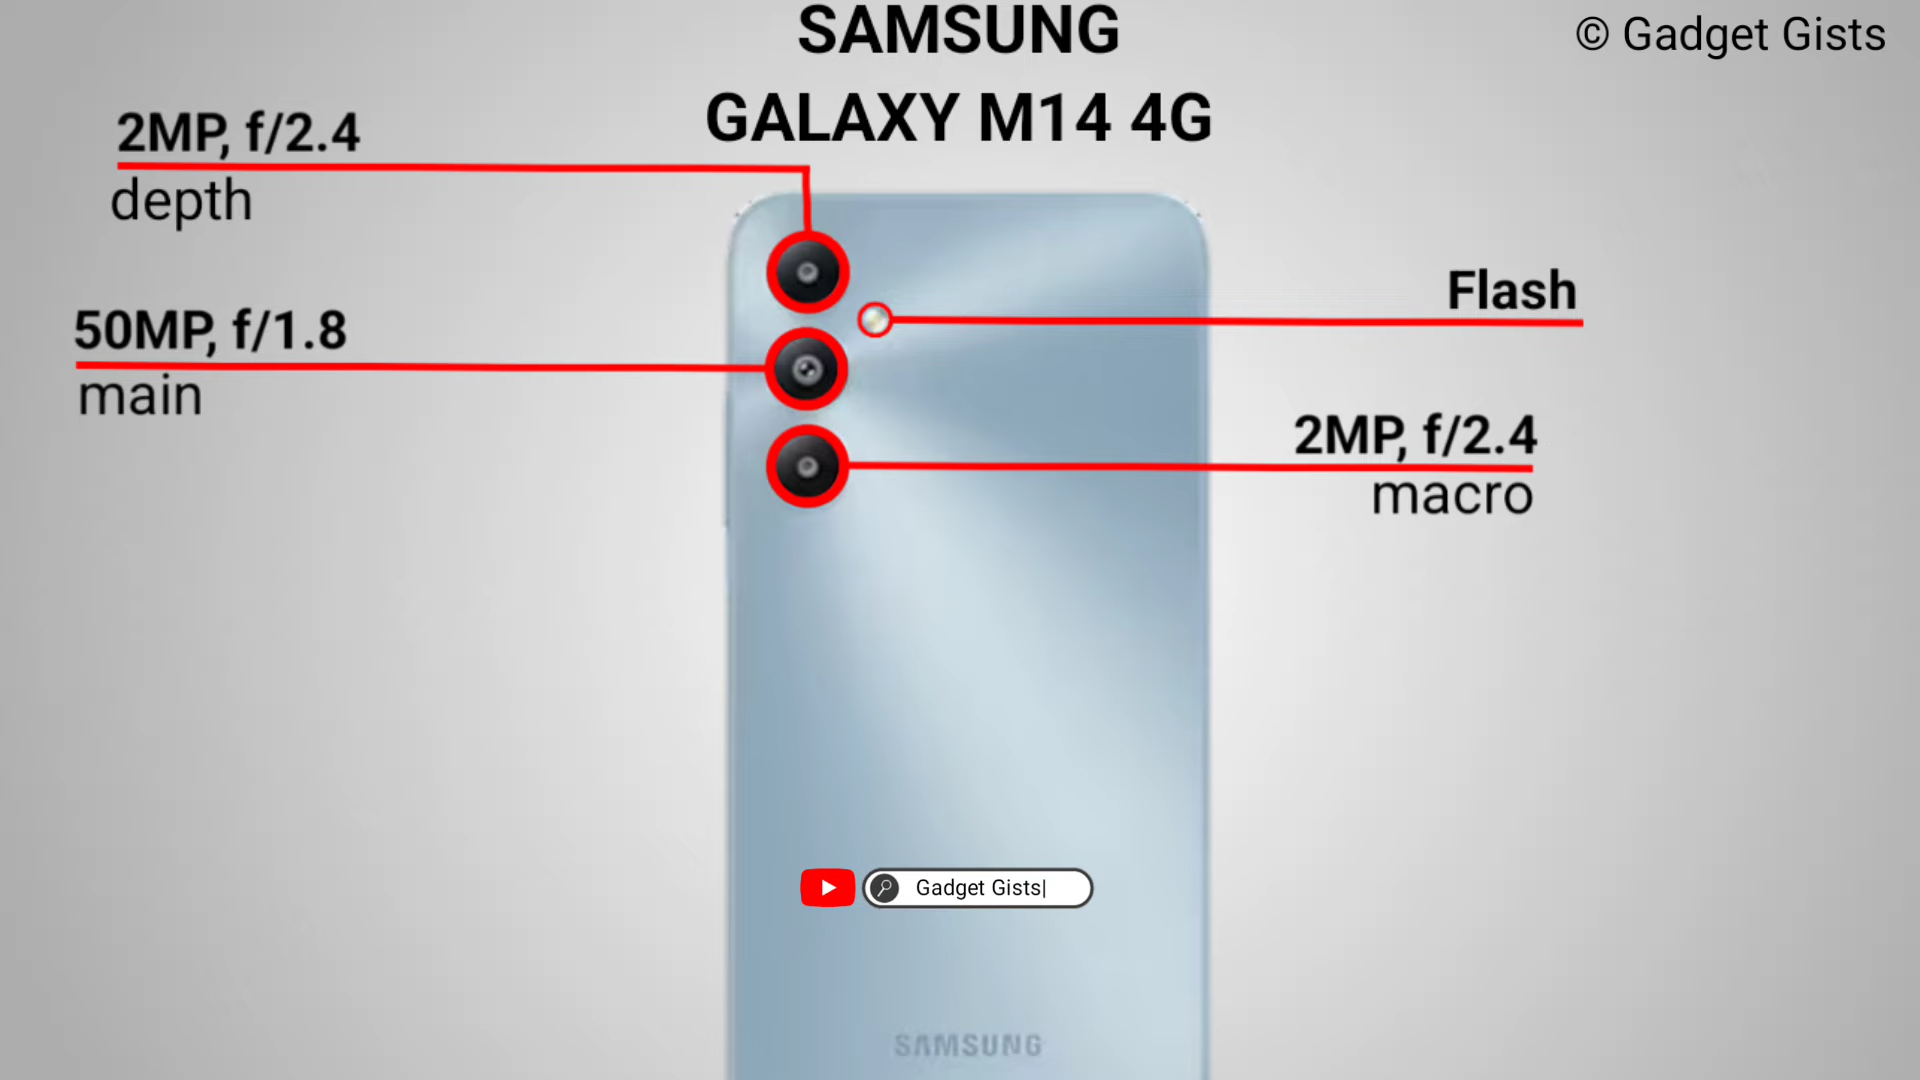 SAMSUNG
GALAXY M14 4G
© Gadget Gists
2MP, f/2.4
depth
50MP, f/1.8
main
Flash
2MP, f/2.4
macro
Gadget Gists|
SAMSUNG